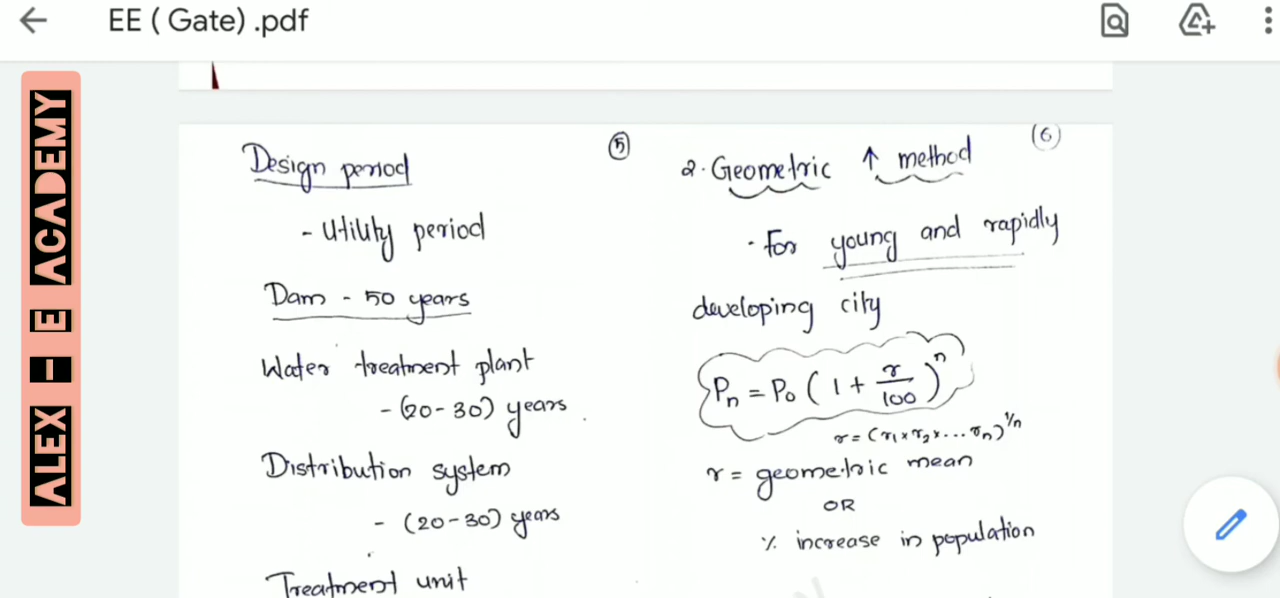 EE ( Gate) .pdf
ALEX - E ACADEMY
Design period
5
- Utility period
Dam - 50 years
Water treatment plant
- (20-30) years
Distribution system
- (20-30) years
Treatment unit
6
2. Geometric ↑ method
· For young and rapidly
developing city
Pn = P0 ( 1 + r/100 )^n
r = (r1 × r2 × ... rn)^1/n
r = geometric mean
OR
% increase in population